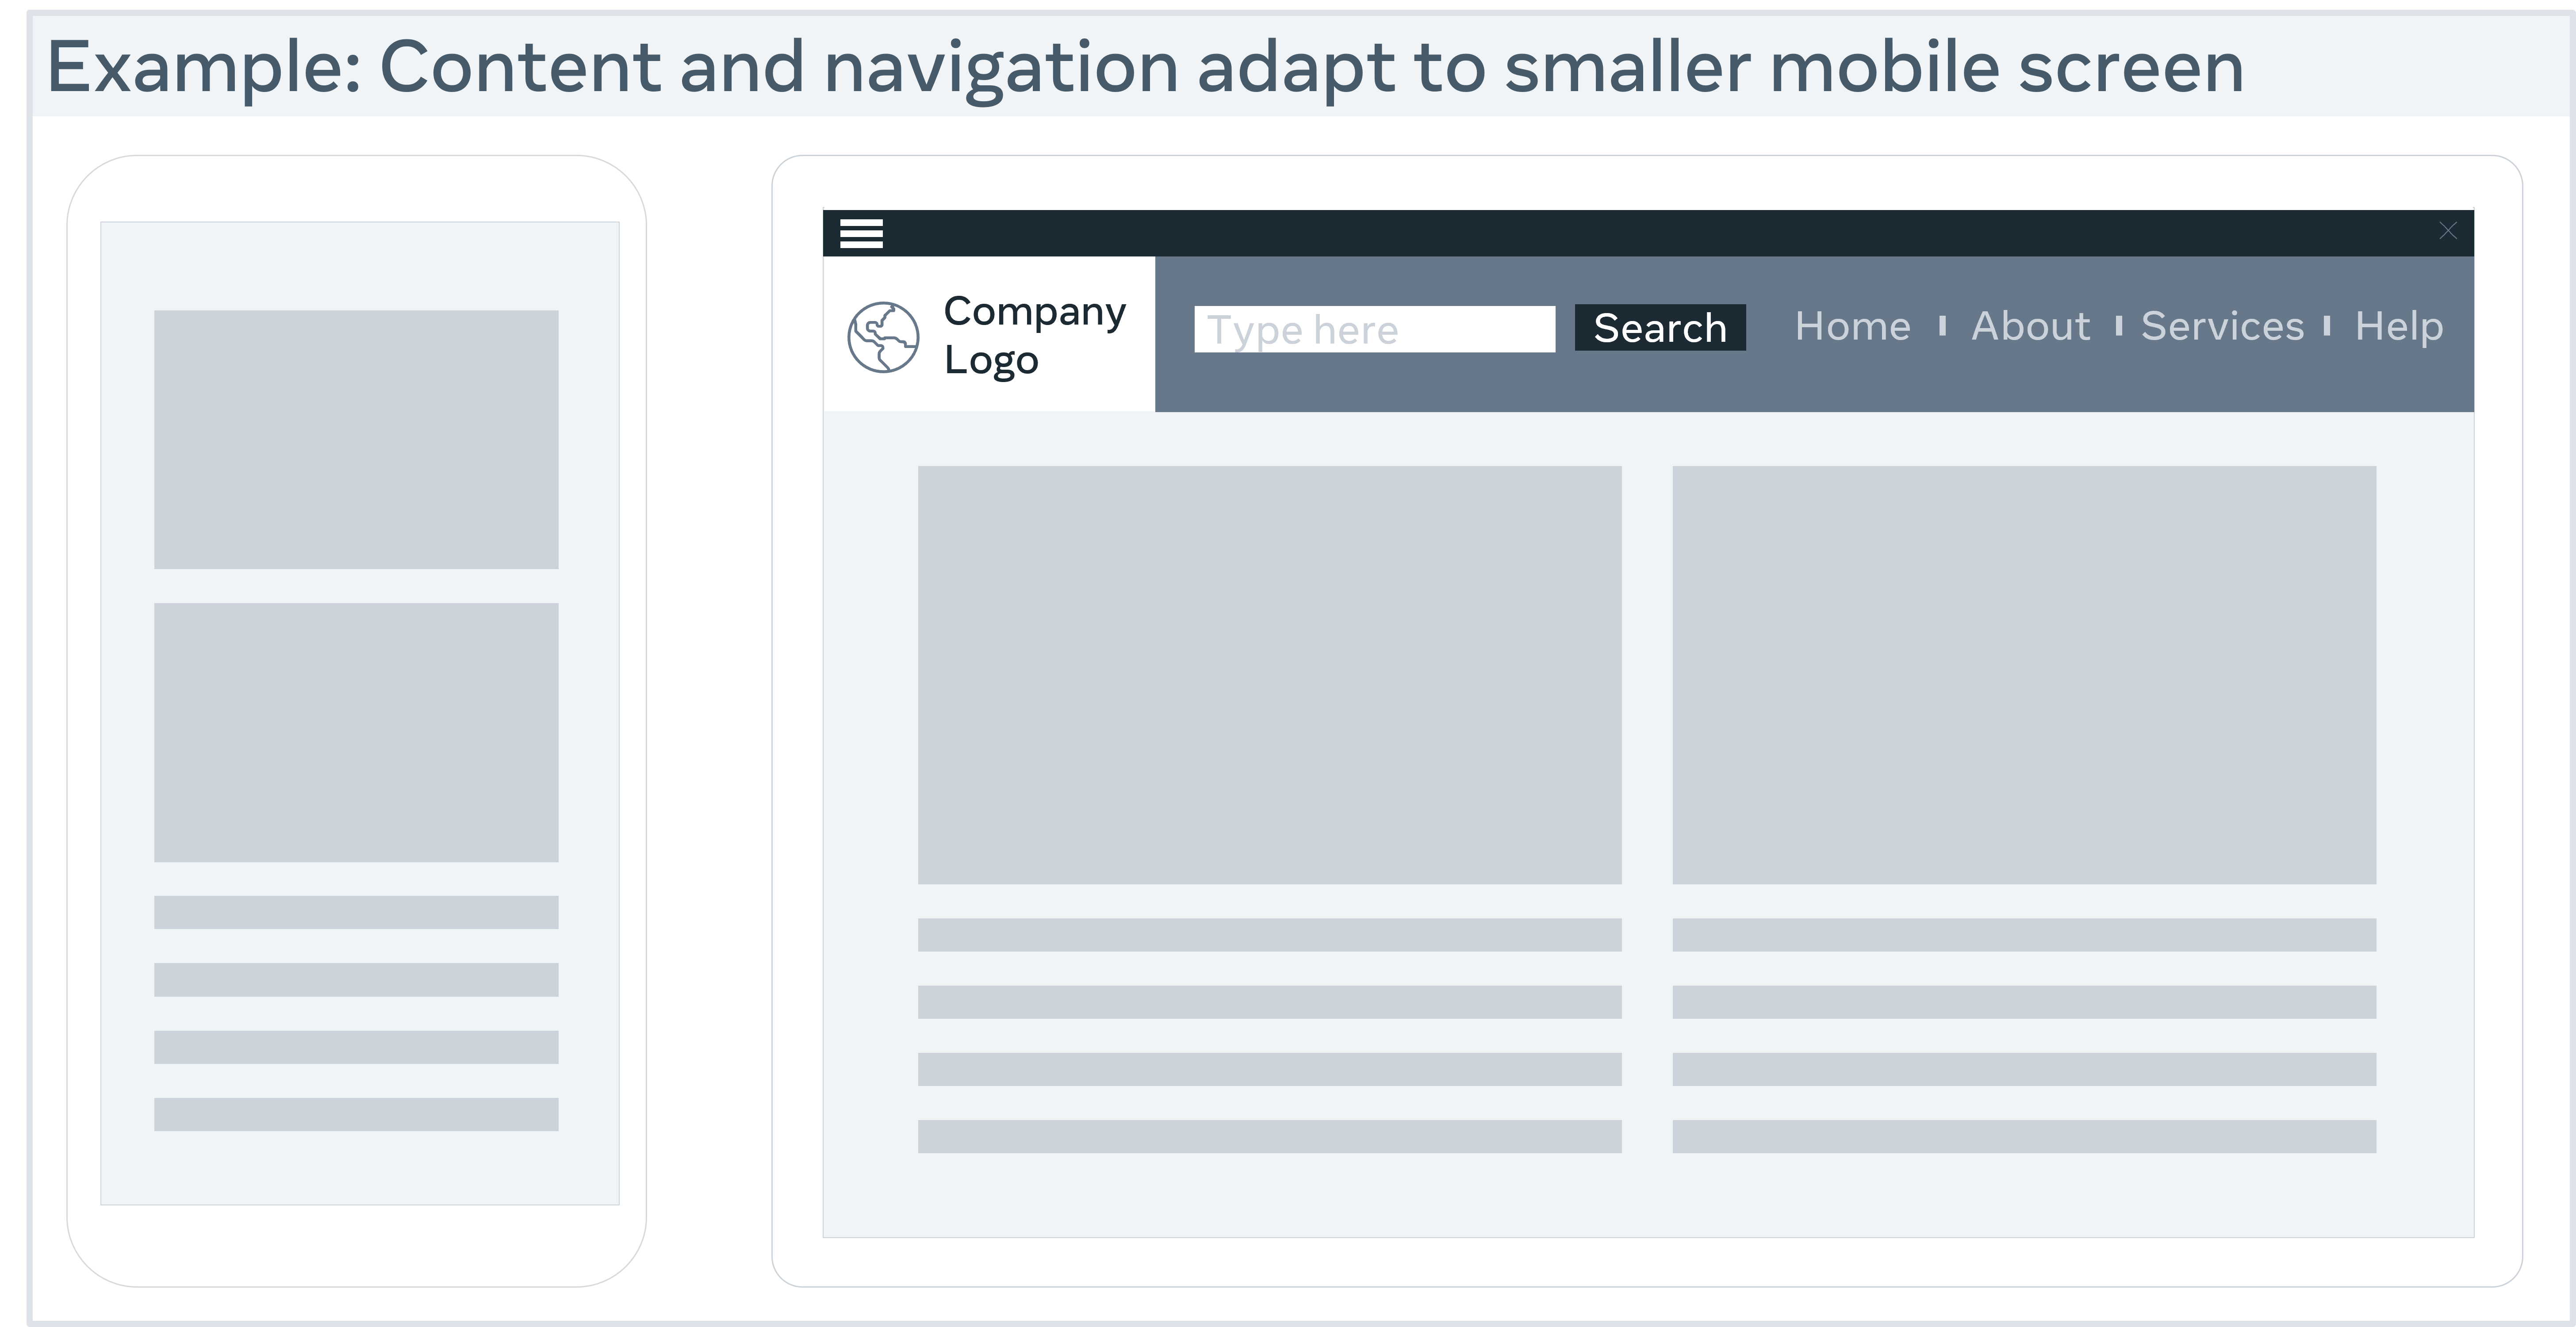 Example: Content and navigation adapt to smaller mobile screen
Company
Logo
Type here
Search
Home
About
Services
Help